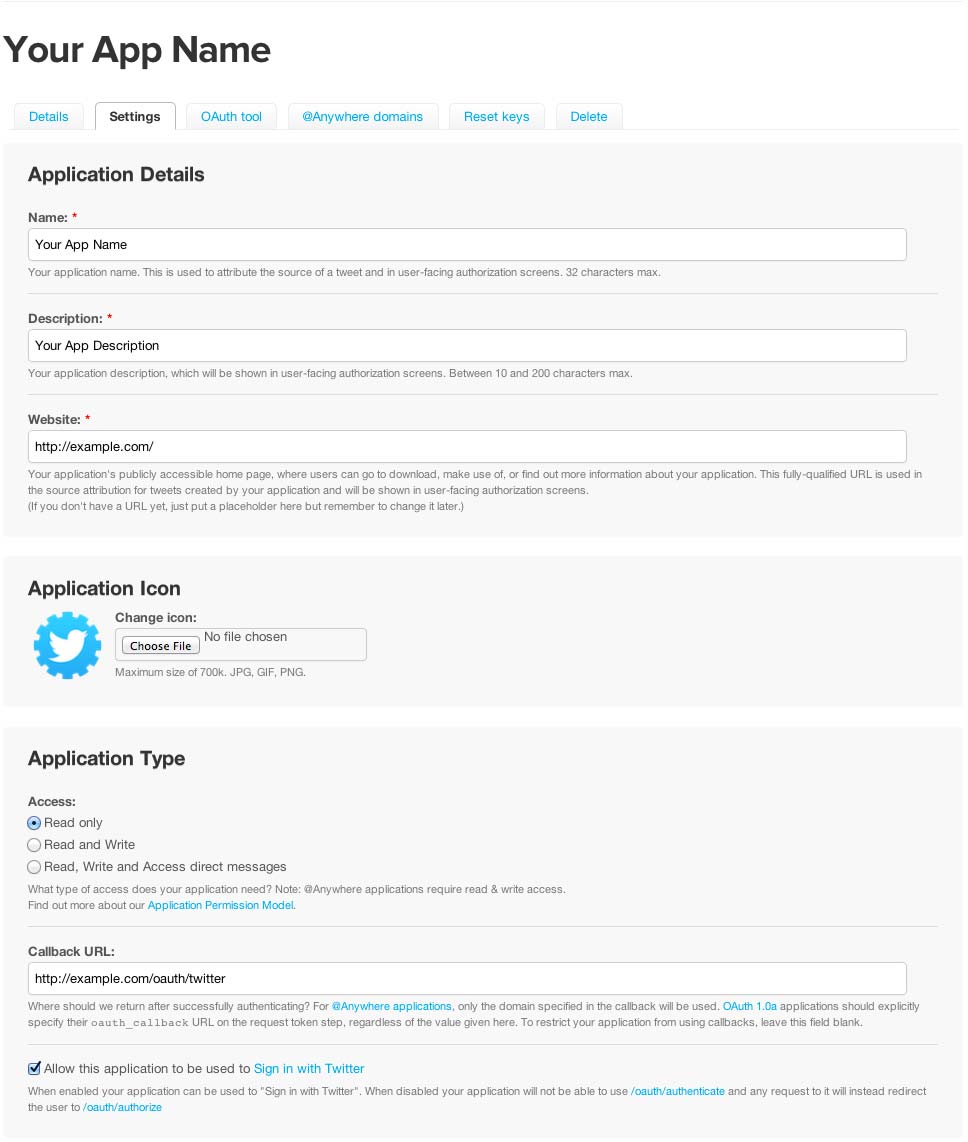 Your App Name
Details Settings OAuth tool @Anywhere domains Reset keys Delete
Application Details
Name: *
Your App Name
Your application name. This is used to attribute the source of a tweet and in user-facing authorization screens. 32 characters max.
Description: *
Your App Description
Your application description, which will be shown in user-facing authorization screens. Between 10 and 200 characters max.
Website: *
http://example.com/
Your application's publicly accessible home page, where users can go to download, make use of, or find out more information about your application. This fully-qualified URL is used in
the source attribution for tweets created by your application and will be shown in user-facing authorization screens.
(If you don't have a URL yet, just put a placeholder here but remember to change it later.)
Application Icon
Change icon:
Choose File No file chosen
Maximum size of 700k. JPG, GIF, PNG.
Application Type
Access:
Read only
Read and Write
Read, Write and Access direct messages
What type of access does your application need? Note: @Anywhere applications require read & write access.
Find out more about our Application Permission Model.
Callback URL:
http://example.com/oauth/twitter
Where should we return after successfully authenticating? For @Anywhere applications, only the domain specified in the callback will be used. OAuth 1.0a applications should explicitly
specify their oauth_callback URL on the request token step, regardless of the value given here. To restrict your application from using callbacks, leave this field blank.
Allow this application to be used to Sign in with Twitter
When enabled your application can be used to "Sign in with Twitter". When disabled your application will not be able to use /oauth/authenticate and any request to it will instead redirect
the user to /oauth/authorize